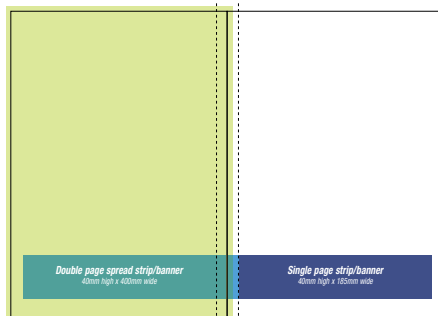 Double page spread strip/banner
40mm high x 400mm wide
Single page strip/banner
40mm high x 185mm wide